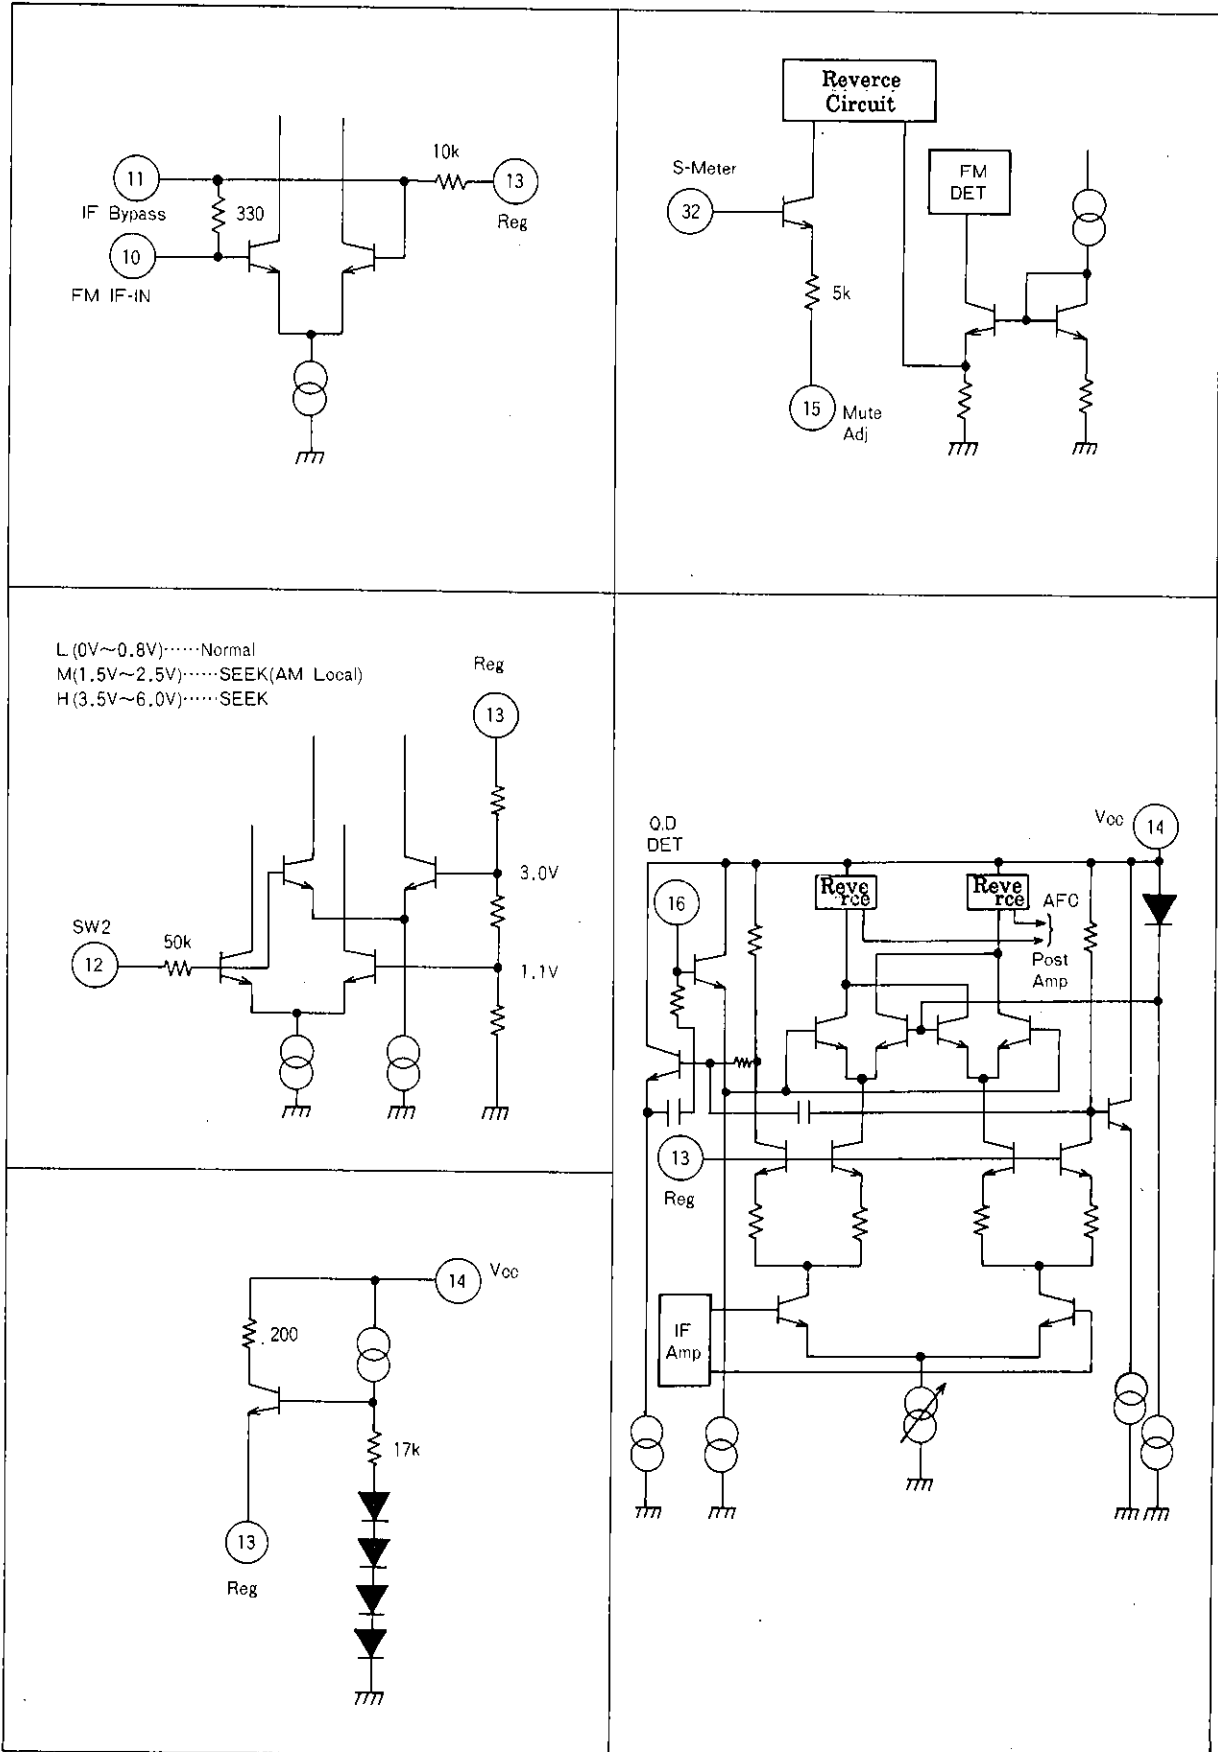 11
IF Bypass
330
10k
13
Reg
10
FM IF-IN
Reverce
Circuit
S-Meter
32
5k
15
Mute
Adj
FM
DET
L (0V～0.8V)……Normal
M(1.5V～2.5V)……SEEK(AM Local)
H(3.5V～6.0V)……SEEK
Reg
13
3.0V
SW2
12
50k
1.1V
14
Vcc
200
17k
13
Reg
Q.D
DET
16
Vcc
14
Reve
rce
Reve
rce
AFC
Post
Amp
13
Reg
IF
Amp